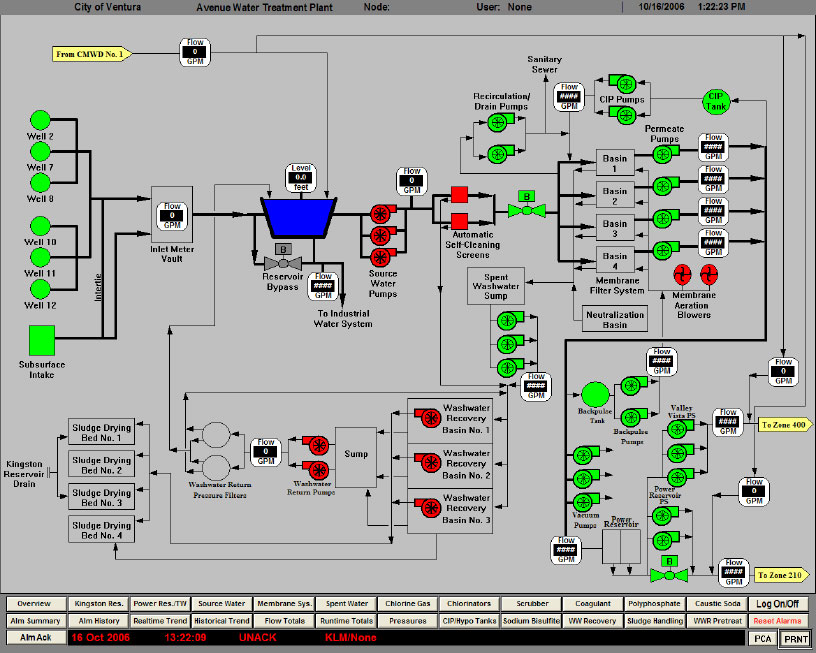 City of Ventura Avenue Water Treatment Plant Node: User: None 10/16/2006 1:22:23 PM
From CMWD No. 1
Flow
0
GPM
Sanitary
Sewer
Recirculation/
Drain Pumps
Flow
####
GPM
CIP Pumps
CIP
Tank
Permeate
Pumps
Well 2
Well 7
Well 8
Well 10
Well 11
Well 12
Subsurface
Intake
Intertie
Flow
0
GPM
Inlet Meter
Vault
Level
0.0
feet
B
Reservoir
Bypass
Flow
####
GPM
To Industrial
Water System
Source
Water
Pumps
Flow
0
GPM
Automatic
Self-Cleaning
Screens
B
Basin
1
Basin
2
Basin
3
Basin
4
Membrane
Filter System
Flow
####
GPM
Flow
####
GPM
Flow
####
GPM
Flow
####
GPM
Membrane
Aeration
Blowers
Spent
Washwater
Sump
Neutralization
Basin
Flow
####
GPM
Flow
####
GPM
Flow
0
GPM
Backpulse
Tank
Backpulse
Pumps
Valley
Vista PS
Flow
####
GPM
To Zone 400
Kingston
Reservoir
Drain
Sludge Drying
Bed No. 1
Sludge Drying
Bed No. 2
Sludge Drying
Bed No. 3
Sludge Drying
Bed No. 4
Washwater Return
Pressure Filters
Flow
0
GPM
Washwater
Return Pumps
Sump
Washwater
Recovery
Basin No. 1
Washwater
Recovery
Basin No. 2
Washwater
Recovery
Basin No. 3
Vacuum
Pumps
Power
Reservoir
PS
Power
Reservoir
Flow
0
GPM
Flow
####
GPM
B
Flow
####
GPM
To Zone 210
Overview Kingston Res. Power Res./TW Source Water Membrane Sys. Spent Water Chlorine Gas Chlorinators Scrubber Coagulant Polyphosphate Caustic Soda Log On/Off
Alm Summary Alm History Realtime Trend Historical Trend Flow Totals Runtime Totals Pressures CIP/Hypo Tanks Sodium Bisulfite WW Recovery Sludge Handling WWR Pretreat Reset Alarms
Alm Ack 16 Oct 2006 13:22:09 UNACK KLM/None PCA PRNT